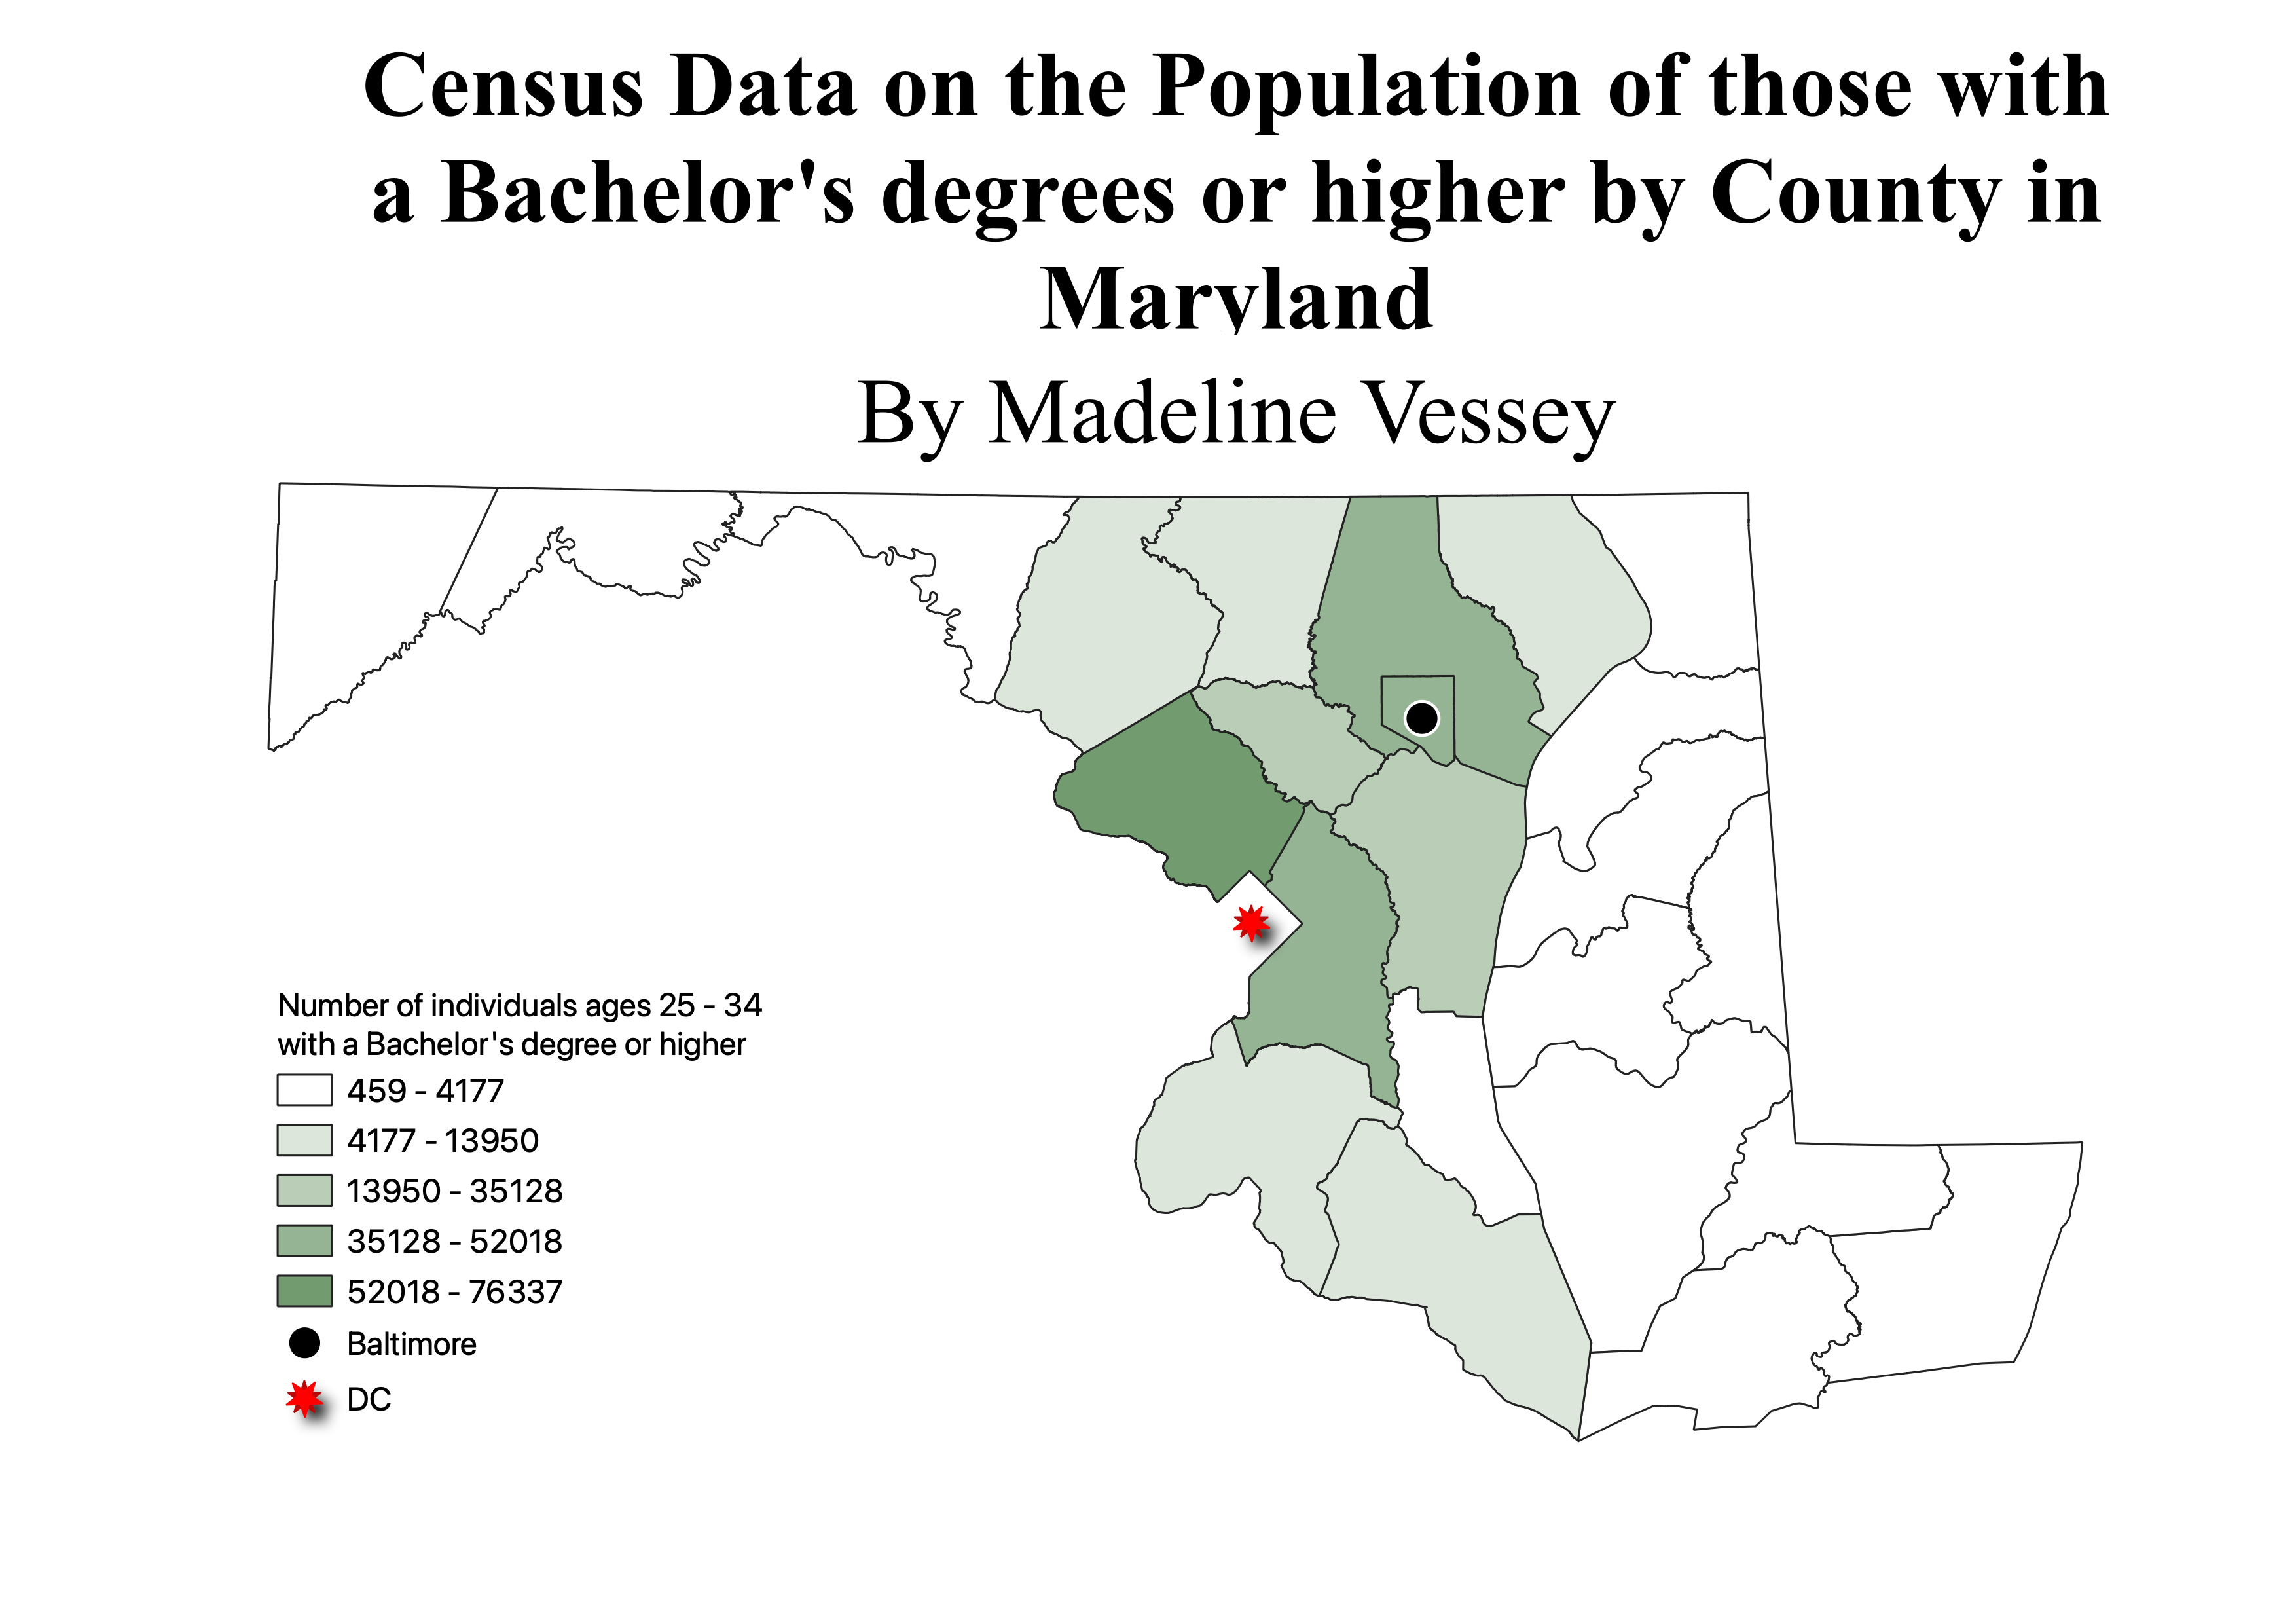 Census Data on the Population of those with
a Bachelor's degrees or higher by County in
Maryland
By Madeline Vessey
Number of individuals ages 25 - 34
with a Bachelor's degree or higher
459 - 4177
4177 - 13950
13950 - 35128
35128 - 52018
52018 - 76337
Baltimore
DC